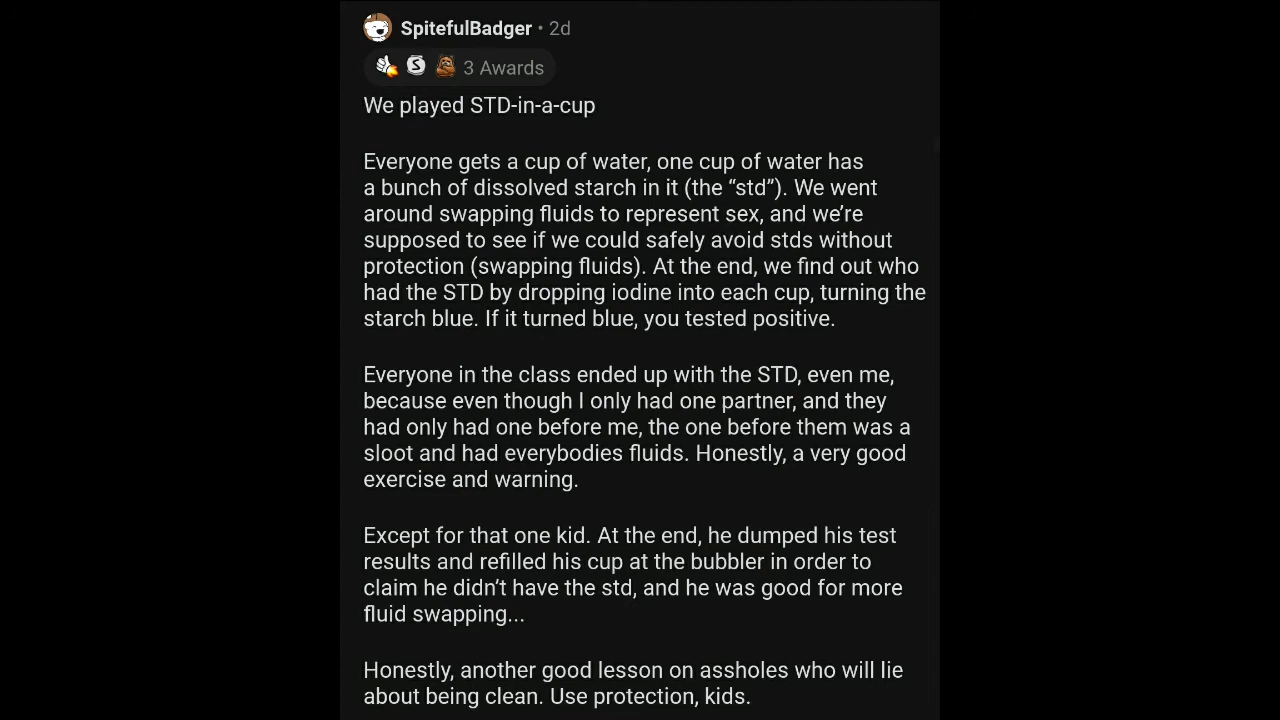 SpitefulBadger • 2d
3 Awards
We played STD-in-a-cup
Everyone gets a cup of water, one cup of water has
a bunch of dissolved starch in it (the “std”). We went
around swapping fluids to represent sex, and we’re
supposed to see if we could safely avoid stds without
protection (swapping fluids). At the end, we find out who
had the STD by dropping iodine into each cup, turning the
starch blue. If it turned blue, you tested positive.
Everyone in the class ended up with the STD, even me,
because even though I only had one partner, and they
had only had one before me, the one before them was a
sloot and had everybodies fluids. Honestly, a very good
exercise and warning.
Except for that one kid. At the end, he dumped his test
results and refilled his cup at the bubbler in order to
claim he didn’t have the std, and he was good for more
fluid swapping...
Honestly, another good lesson on assholes who will lie
about being clean. Use protection, kids.